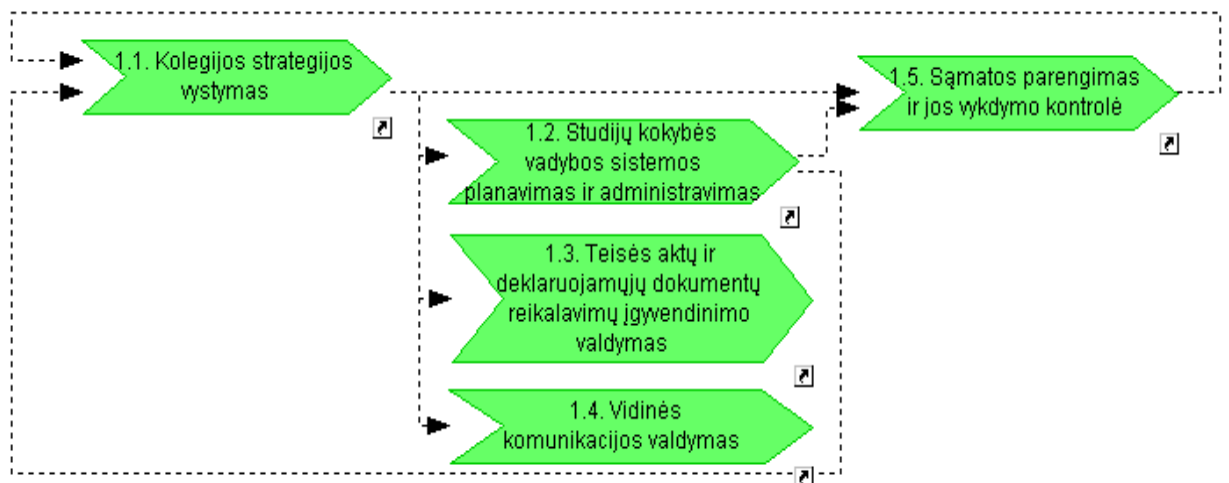 1.1. Kolegijos strategijos
vystymas
1.2. Studijų kokybės
vadybos sistemos
planavimas ir administravimas
1.3. Teisės aktų ir
deklaruojamųjų dokumentų
reikalavimų įgyvendinimo
valdymas
1.4. Vidinės
komunikacijos valdymas
1.5. Sąmatos parengimas
ir jos vykdymo kontrolė